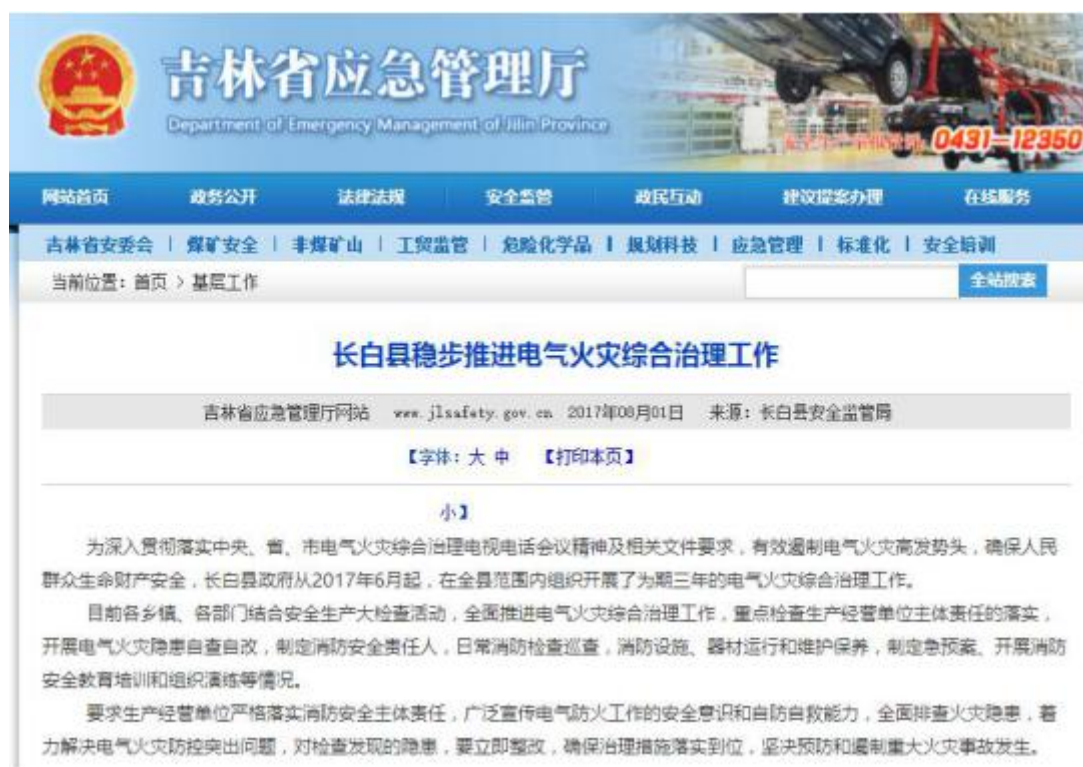 吉林省应急管理厅
Department of Emergency Management of Jilin Province
0431-12350
网站首页 政务公开 法律法规 安全监管 政民互动 建议提案办理 在线服务
吉林省安委会 | 煤矿安全 | 非煤矿山 | 工贸监管 | 危险化学品 | 规划科技 | 应急管理 | 标准化 | 安全培训
当前位置：首页 > 基层工作
全站搜索
长白县稳步推进电气火灾综合治理工作
吉林省应急管理厅网站 www.jlsafety.gov.cn 2017年08月01日 来源：长白县安全监管局
【字体：大 中 【打印本页】
小】
为深入贯彻落实中央、省、市电气火灾综合治理电视电话会议精神及相关文件要求，有效遏制电气火灾高发势头，确保人民
群众生命财产安全，长白县政府从2017年6月起，在全县范围内组织开展了为期三年的电气火灾综合治理工作。
目前各乡镇、各部门结合安全生产大检查活动，全面推进电气火灾综合治理工作，重点检查生产经营单位主体责任的落实，
开展电气火灾隐患自查自改，制定消防安全责任人，日常消防检查巡查，消防设施、器材运行和维护保养，制定急预案、开展消防
安全教育培训和组织演练等情况。
要求生产经营单位严格落实消防安全主体责任，广泛宣传电气防火工作的安全意识和自防自救能力，全面排查火灾隐患，着
力解决电气火灾防控突出问题，对检查发现的隐患，要立即整改，确保治理措施落实到位，坚决预防和遏制重大火灾事故发生。